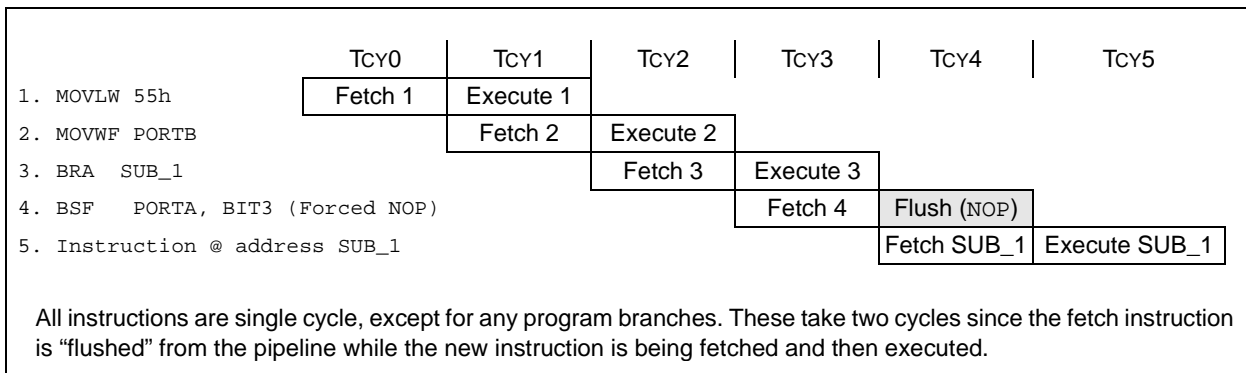 TCY0 TCY1 TCY2 TCY3 TCY4 TCY5
1. MOVLW 55h Fetch 1 Execute 1
2. MOVWF PORTB Fetch 2 Execute 2
3. BRA SUB_1 Fetch 3 Execute 3
4. BSF PORTA, BIT3 (Forced NOP) Fetch 4 Flush (NOP)
5. Instruction @ address SUB_1 Fetch SUB_1 Execute SUB_1
All instructions are single cycle, except for any program branches. These take two cycles since the fetch instruction
is “flushed” from the pipeline while the new instruction is being fetched and then executed.